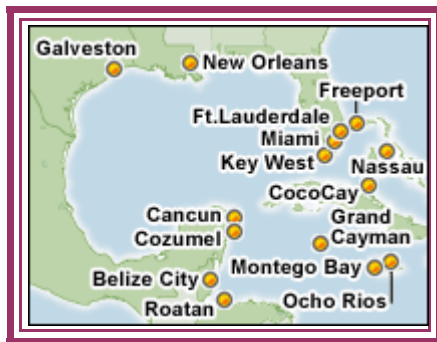 Galveston
New Orleans
Freeport
Ft.Lauderdale
Miami
Key West
Nassau
CocoCay
Grand
Cayman
Cancun
Cozumel
Montego Bay
Belize City
Ocho Rios
Roatan